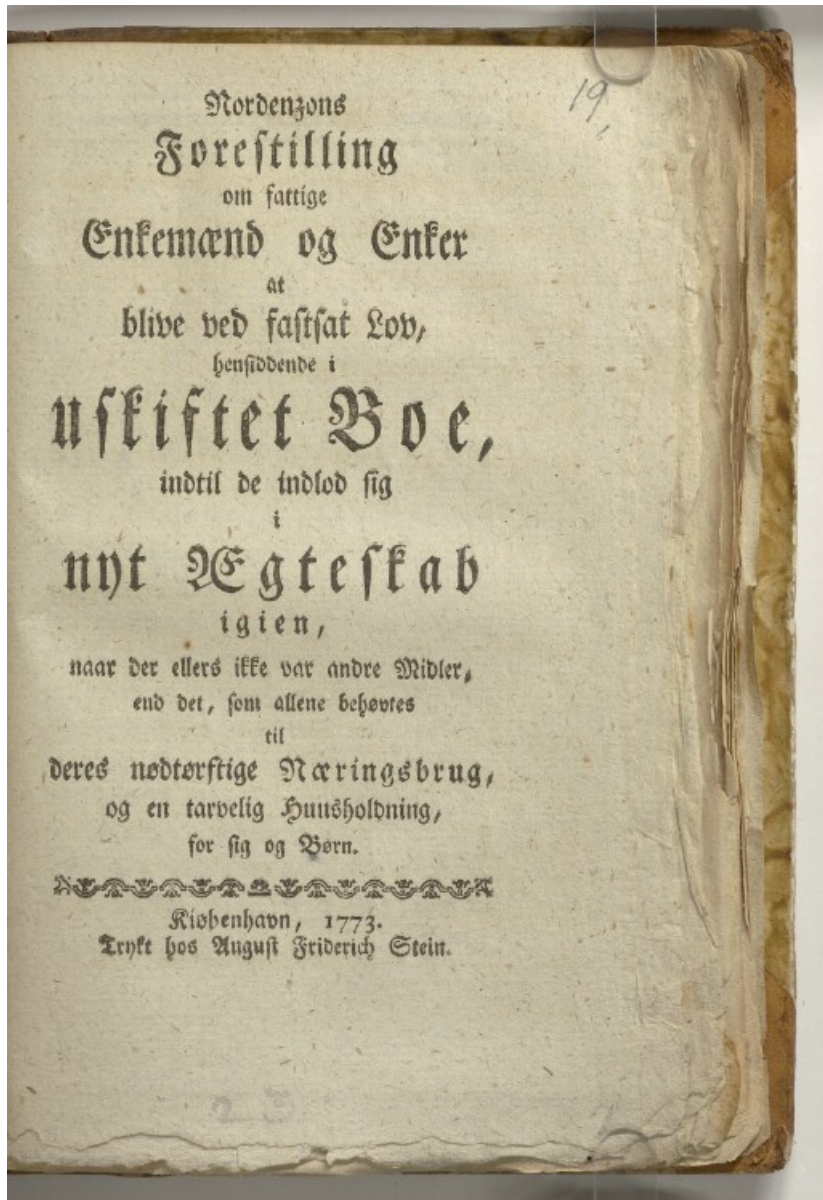 19.
Nordenzons
Forestilling
om fattige
Enkemænd og Enker
at
blive ved fastsat Lov,
hensiddende i
uskiftet Boe,
indtil de indlod sig
i
nyt Ægteskab
igien,
naar der ellers ikke var andre Midler,
end det, som allene behøvtes
til
deres nødtørftige Næringsbrug,
og en tarvelig Huusholdning,
for sig og Børn.
Kiøbenhavn, 1773.
Trykt hos August Friderich Stein.